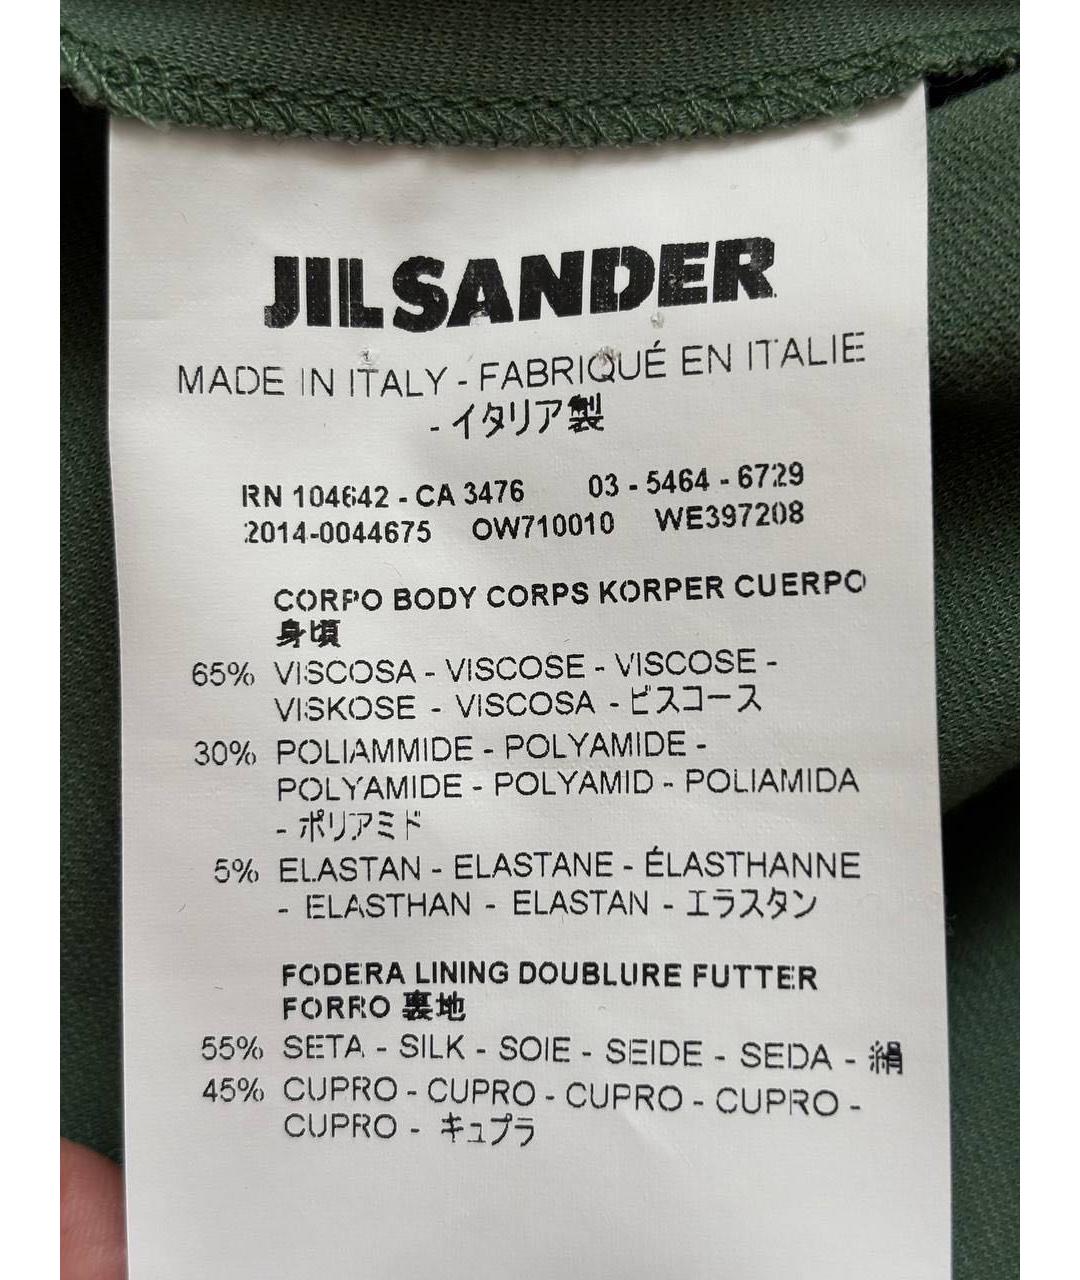 JIL SANDER
MADE IN ITALY - FABRIQUÉ EN ITALIE
- イタリア製
RN 104642 - CA 3476 03 - 5464 - 6729
2014-0044675 OW710010 WE397208
CORPO BODY CORPS KORPER CUERPO
身頃
65% VISCOSA - VISCOSE - VISCOSE -
VISKOSE - VISCOSA - ビスコース
30% POLIAMMIDE - POLYAMIDE -
POLYAMIDE - POLYAMID - POLIAMIDA
- ポリアミド
5% ELASTAN - ELASTANE - ÉLASTHANNE
- ELASTHAN - ELASTAN - エラスタン
FODERA LINING DOUBLURE FUTTER
FORRO 裏地
55% SETA - SILK - SOIE - SEIDE - SEDA - 絹
45% CUPRO - CUPRO - CUPRO - CUPRO -
CUPRO - キュプラ